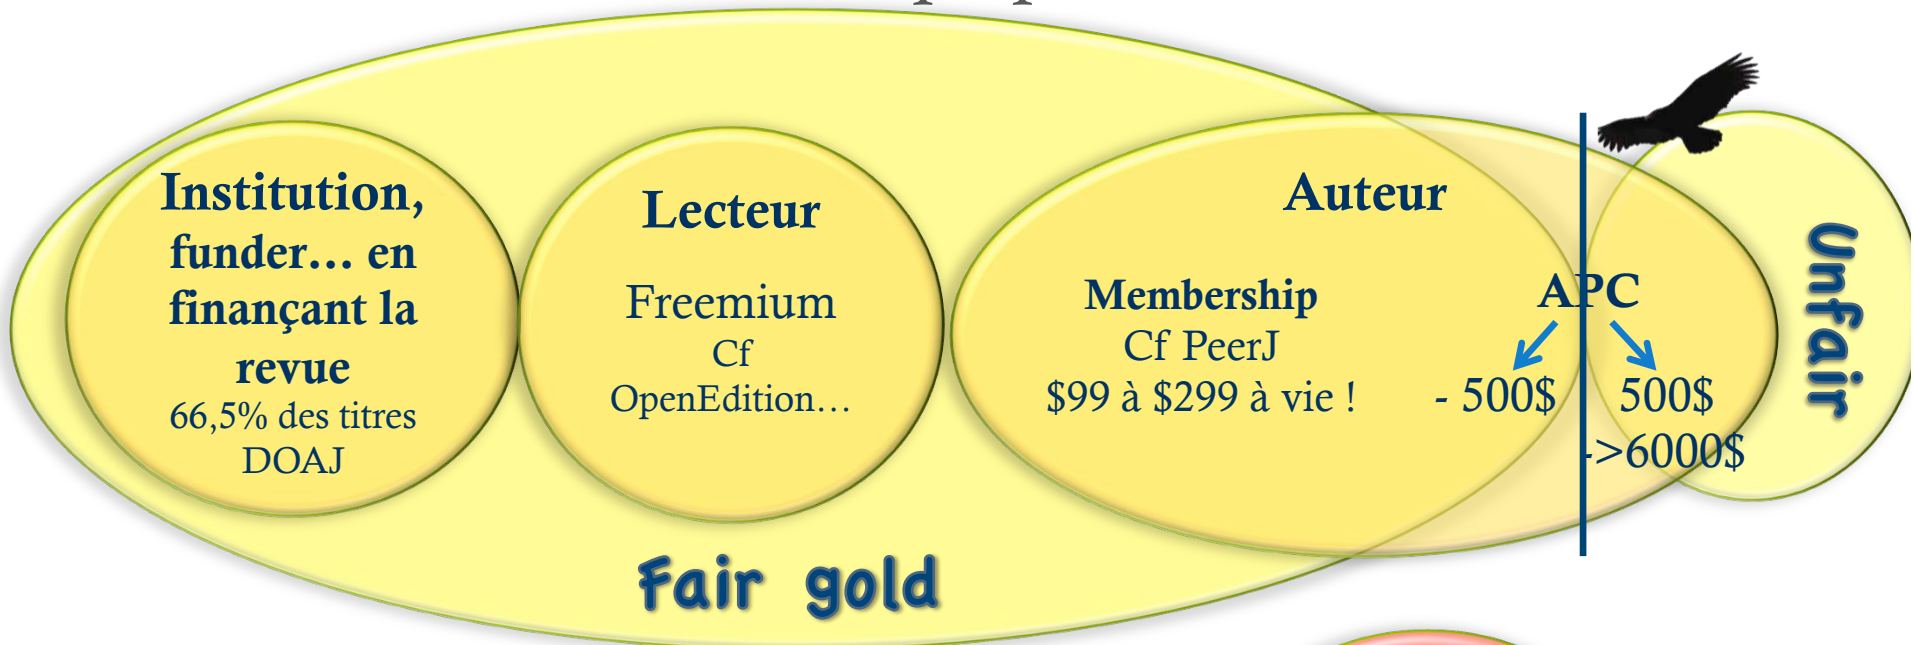 Institution,
funder… en
finançant la
revue
66,5% des titres
DOAJ
Lecteur
Freemium
Cf
OpenEdition…
Auteur
Membership
Cf PeerJ
$99 à $299 à vie !
APC
- 500$
500$
->6000$
Unfair
Fair gold